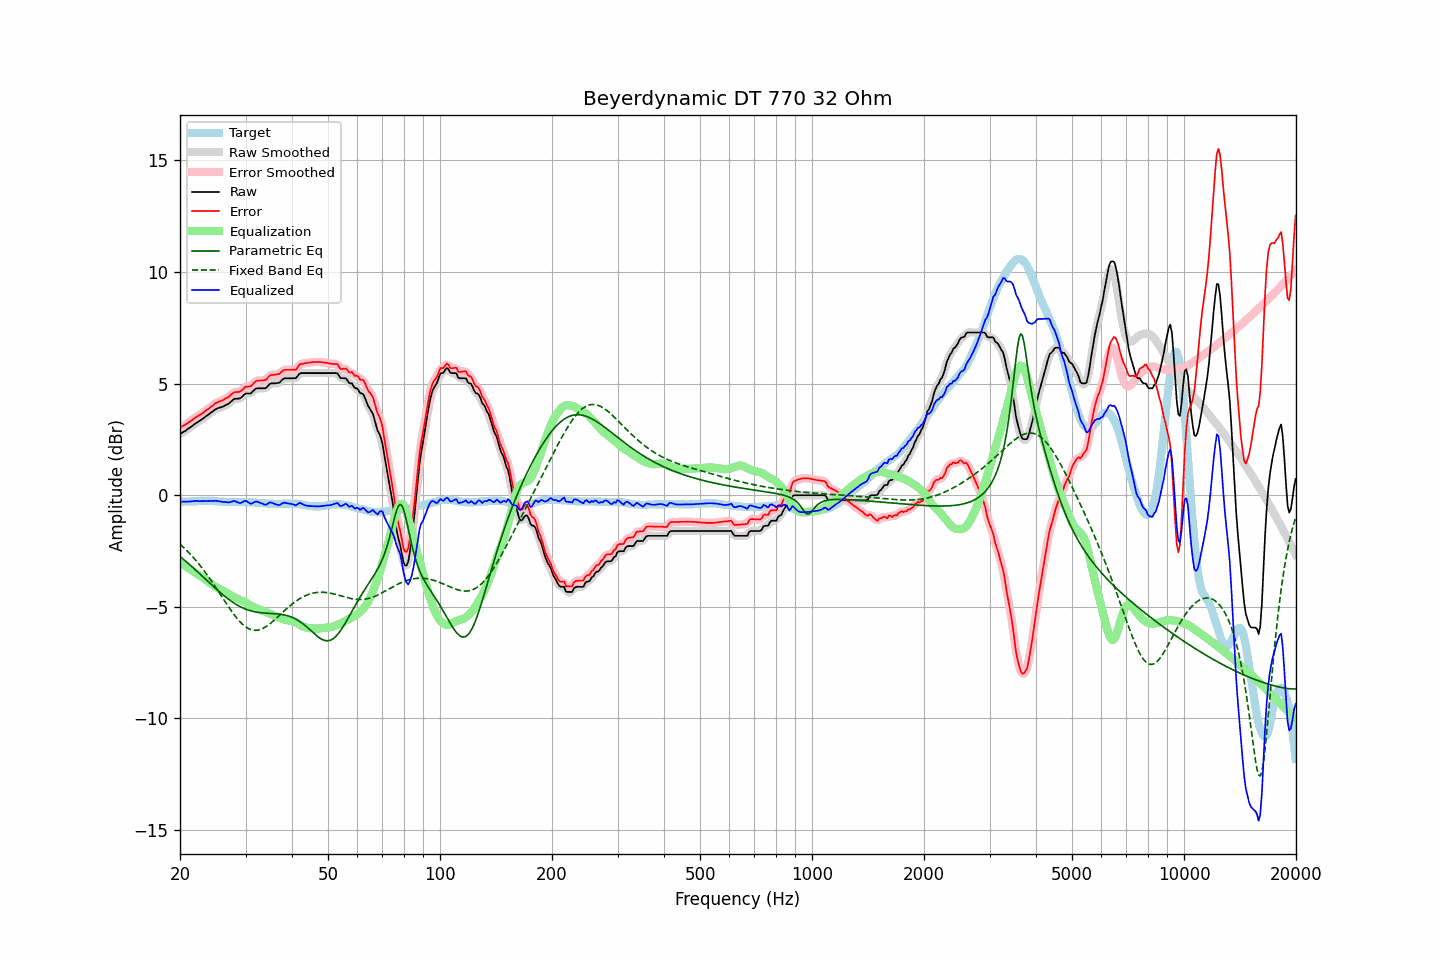 Beyerdynamic DT 770 32 Ohm
Target
Raw Smoothed
Error Smoothed
Raw
Error
Equalization
Parametric Eq
Fixed Band Eq
Equalized
Amplitude (dBr)
15
10
5
0
−5
−10
−15
20 50 100 200 500 1000 2000 5000 10000 20000
Frequency (Hz)